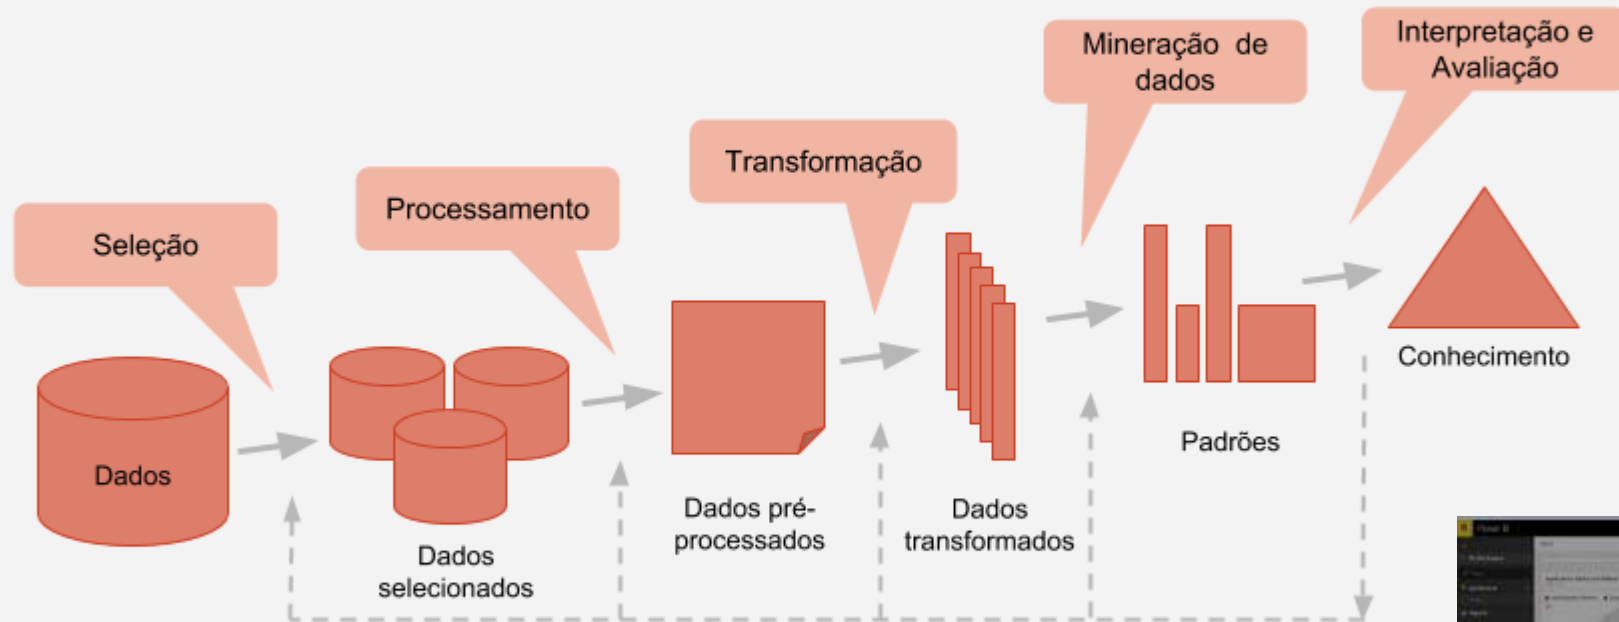 Seleção
Processamento
Transformação
Mineração de
dados
Interpretação e
Avaliação
Dados
Dados
selecionados
Dados pré-
processados
Dados
transformados
Padrões
Conhecimento